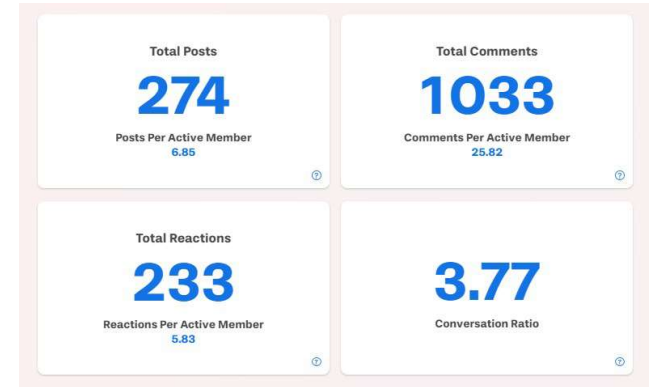 Total Posts
274
Posts Per Active Member
6.85
?
Total Comments
1033
Comments Per Active Member
25.82
?
Total Reactions
233
Reactions Per Active Member
5.83
?
3.77
Conversation Ratio
?